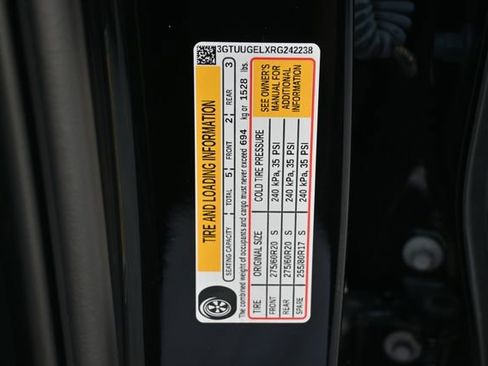 3GTUUGELXRG242238
TIRE AND LOADING INFORMATION
SEATING CAPACITY TOTAL 5 FRONT 2 REAR 3
The combined weight of occupants and cargo must never exceed 694 kg or 1528 lbs.
TIRE ORIGINAL SIZE COLD TIRE PRESSURE
FRONT 275/60R20 S 240 kPa, 35 PSI
REAR 275/60R20 S 240 kPa, 35 PSI
SPARE 255/80R17 S 240 kPa, 35 PSI
SEE OWNER'S
MANUAL FOR
ADDITIONAL
INFORMATION